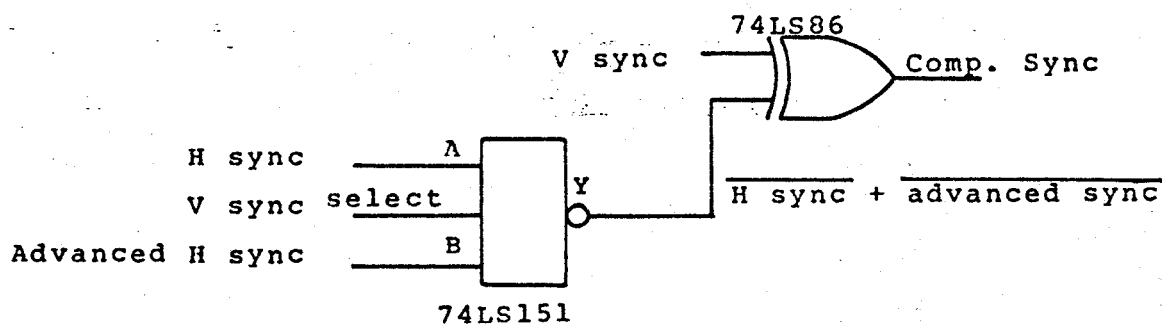 74LS86
V sync
Comp. Sync
H sync
A
V sync
select
Y
H sync + advanced sync
Advanced H sync
B
74LS151